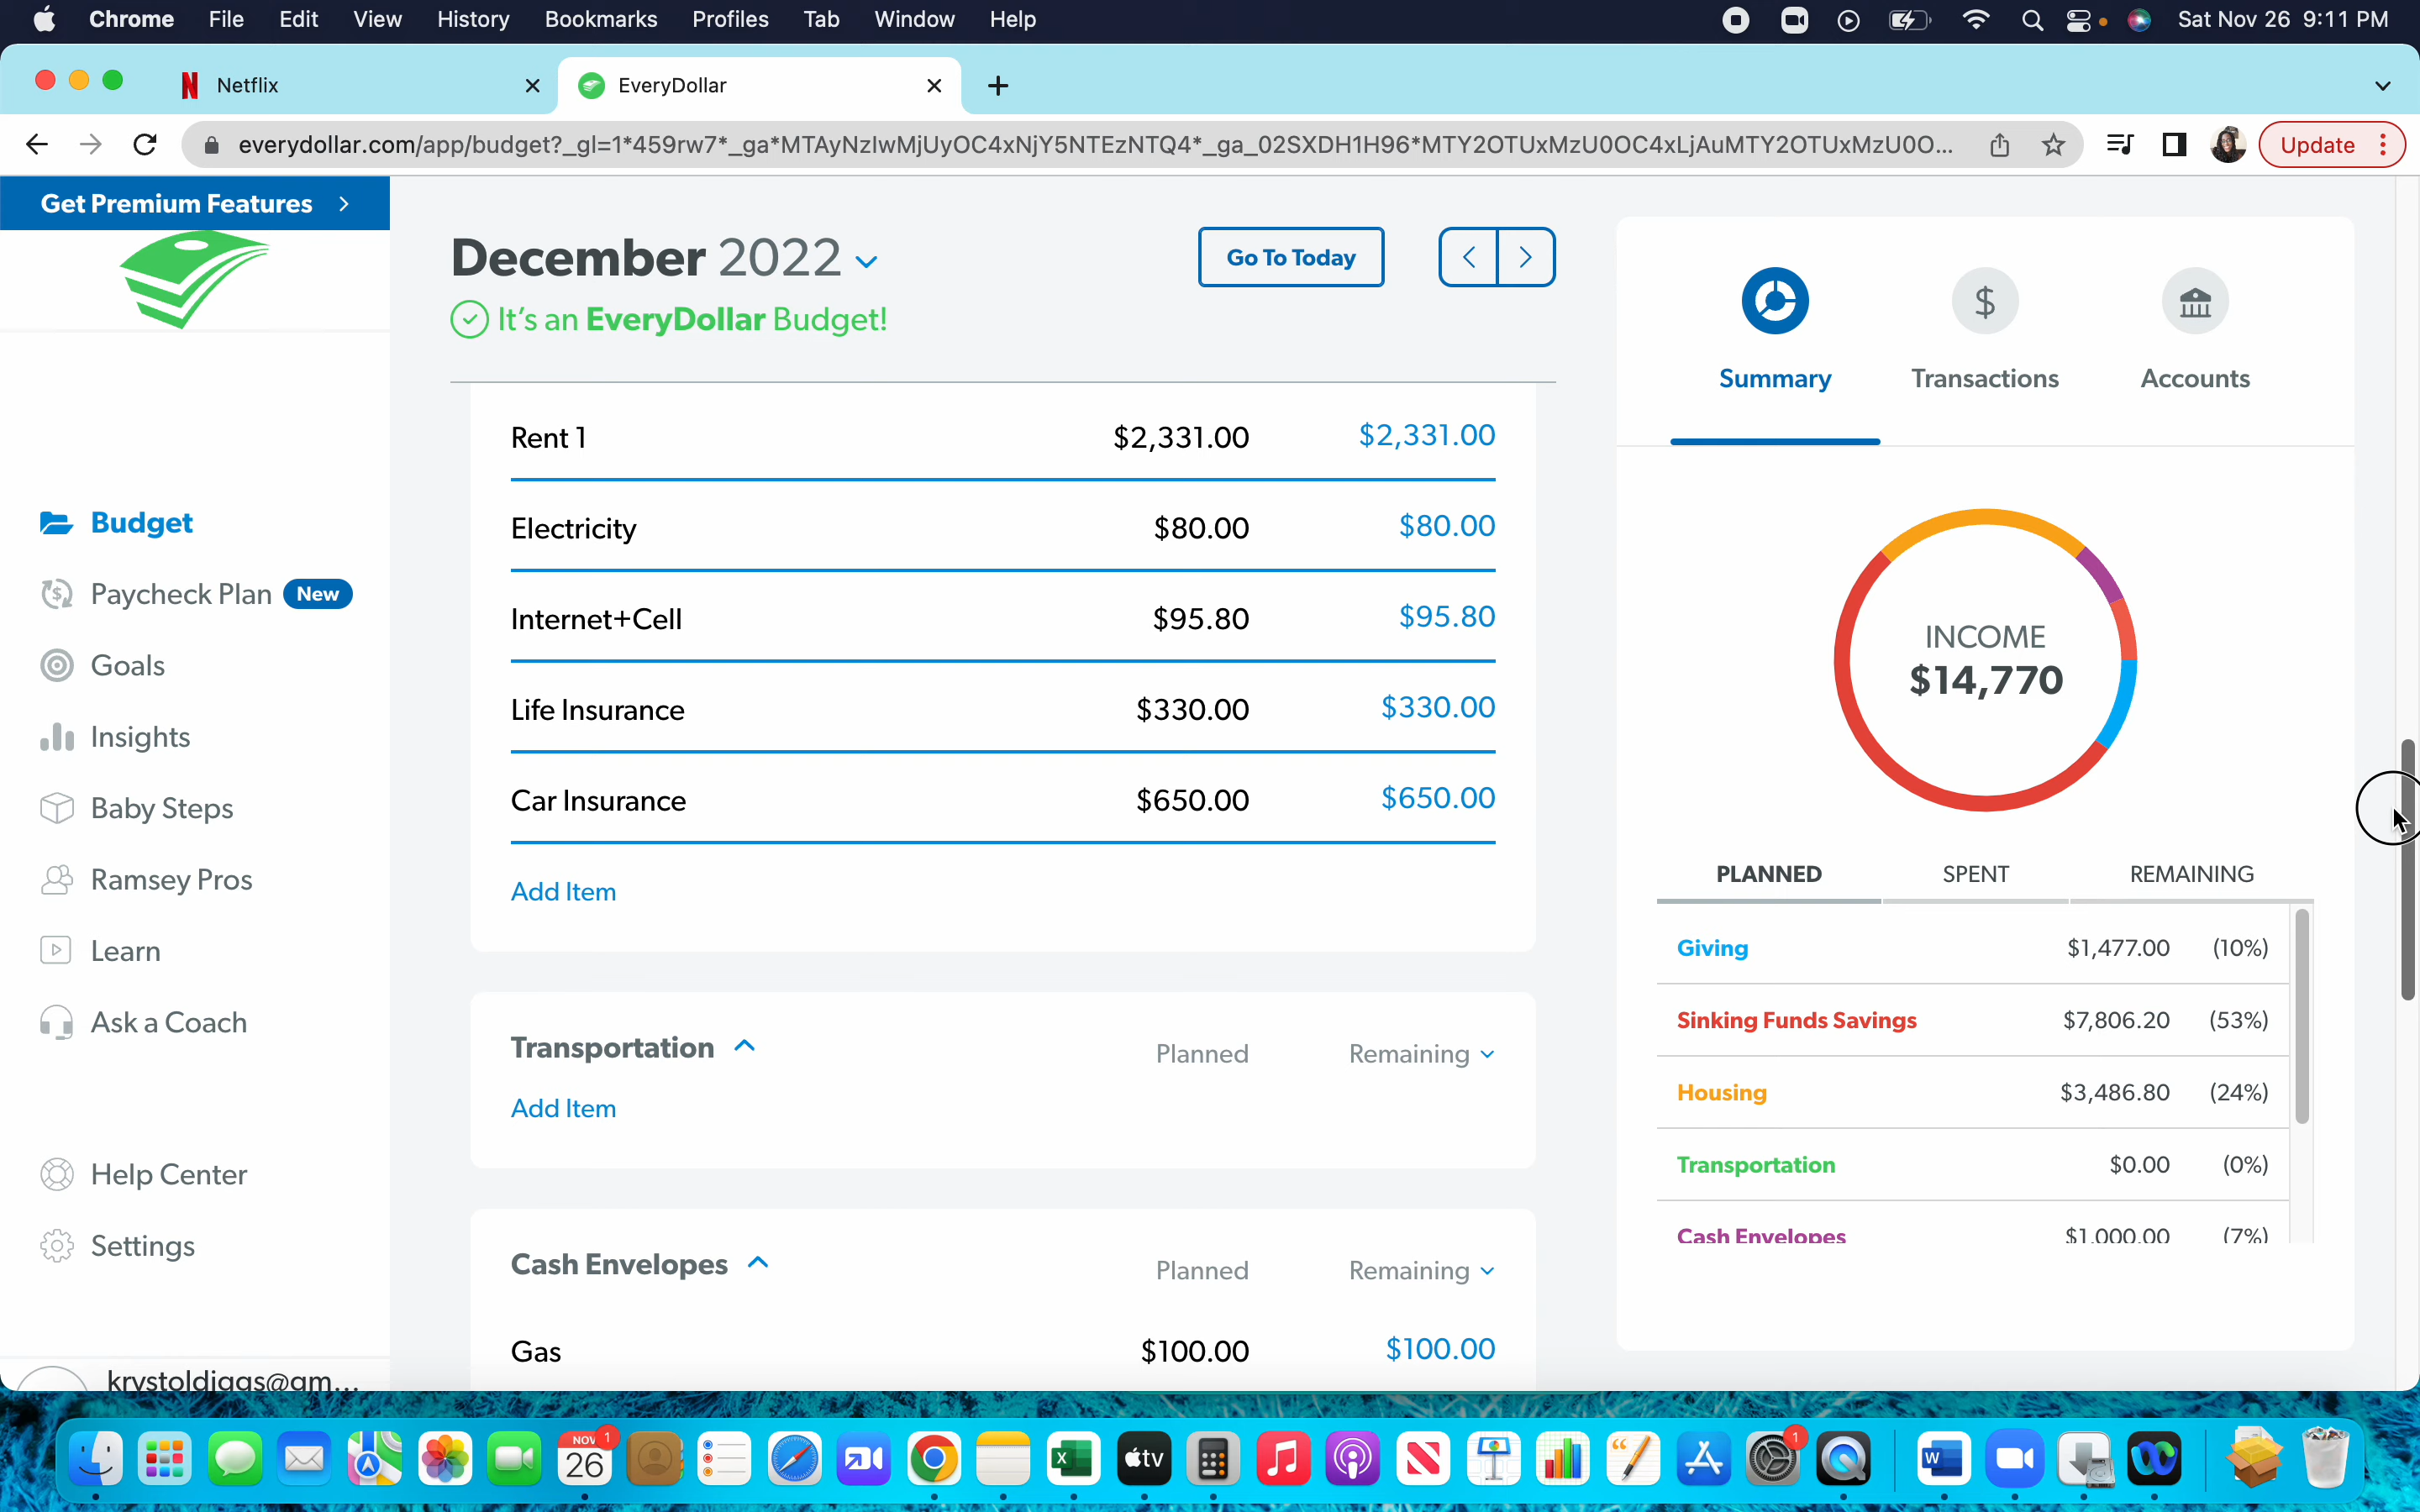 Chrome File Edit View History Bookmarks Profiles Tab Window Help Sat Nov 26 9:11 PM
Netflix EveryDollar
everydollar.com/app/budget?_gl=1*459rw7*_ga*MTAyNzIwMjUyOC4xNjY5NTEzNTQ4*_ga_02SXDH1H96*MTY2OTUxMzU0OC4xLjAuMTY2OTUxMzU0O... Update
Get Premium Features
Budget
Paycheck Plan New
Goals
Insights
Baby Steps
Ramsey Pros
Learn
Ask a Coach
Help Center
Settings
krystoldiggs@gm...
December 2022
Go To Today
It's an EveryDollar Budget!
Rent 1 $2,331.00 $2,331.00
Electricity $80.00 $80.00
Internet+Cell $95.80 $95.80
Life Insurance $330.00 $330.00
Car Insurance $650.00 $650.00
Add Item
Transportation Planned Remaining
Add Item
Cash Envelopes Planned Remaining
Gas $100.00 $100.00
Summary Transactions Accounts
INCOME
$14,770
PLANNED SPENT REMAINING
Giving $1,477.00 (10%)
Sinking Funds Savings $7,806.20 (53%)
Housing $3,486.80 (24%)
Transportation $0.00 (0%)
Cash Envelopes $1,000.00 (7%)
NOV 1
26
tv
1